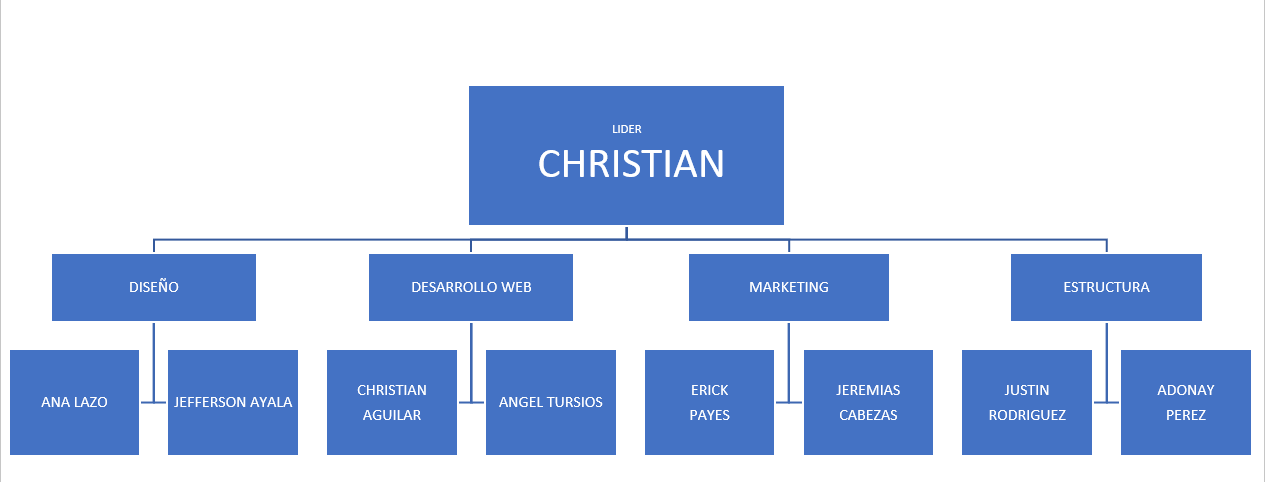 LIDER
CHRISTIAN
DISEÑO
DESARROLLO WEB
MARKETING
ESTRUCTURA
ANA LAZO
JEFFERSON AYALA
CHRISTIAN
AGUILAR
ANGEL TURSIOS
ERICK
PAYES
JEREMIAS
CABEZAS
JUSTIN
RODRIGUEZ
ADONAY
PEREZ